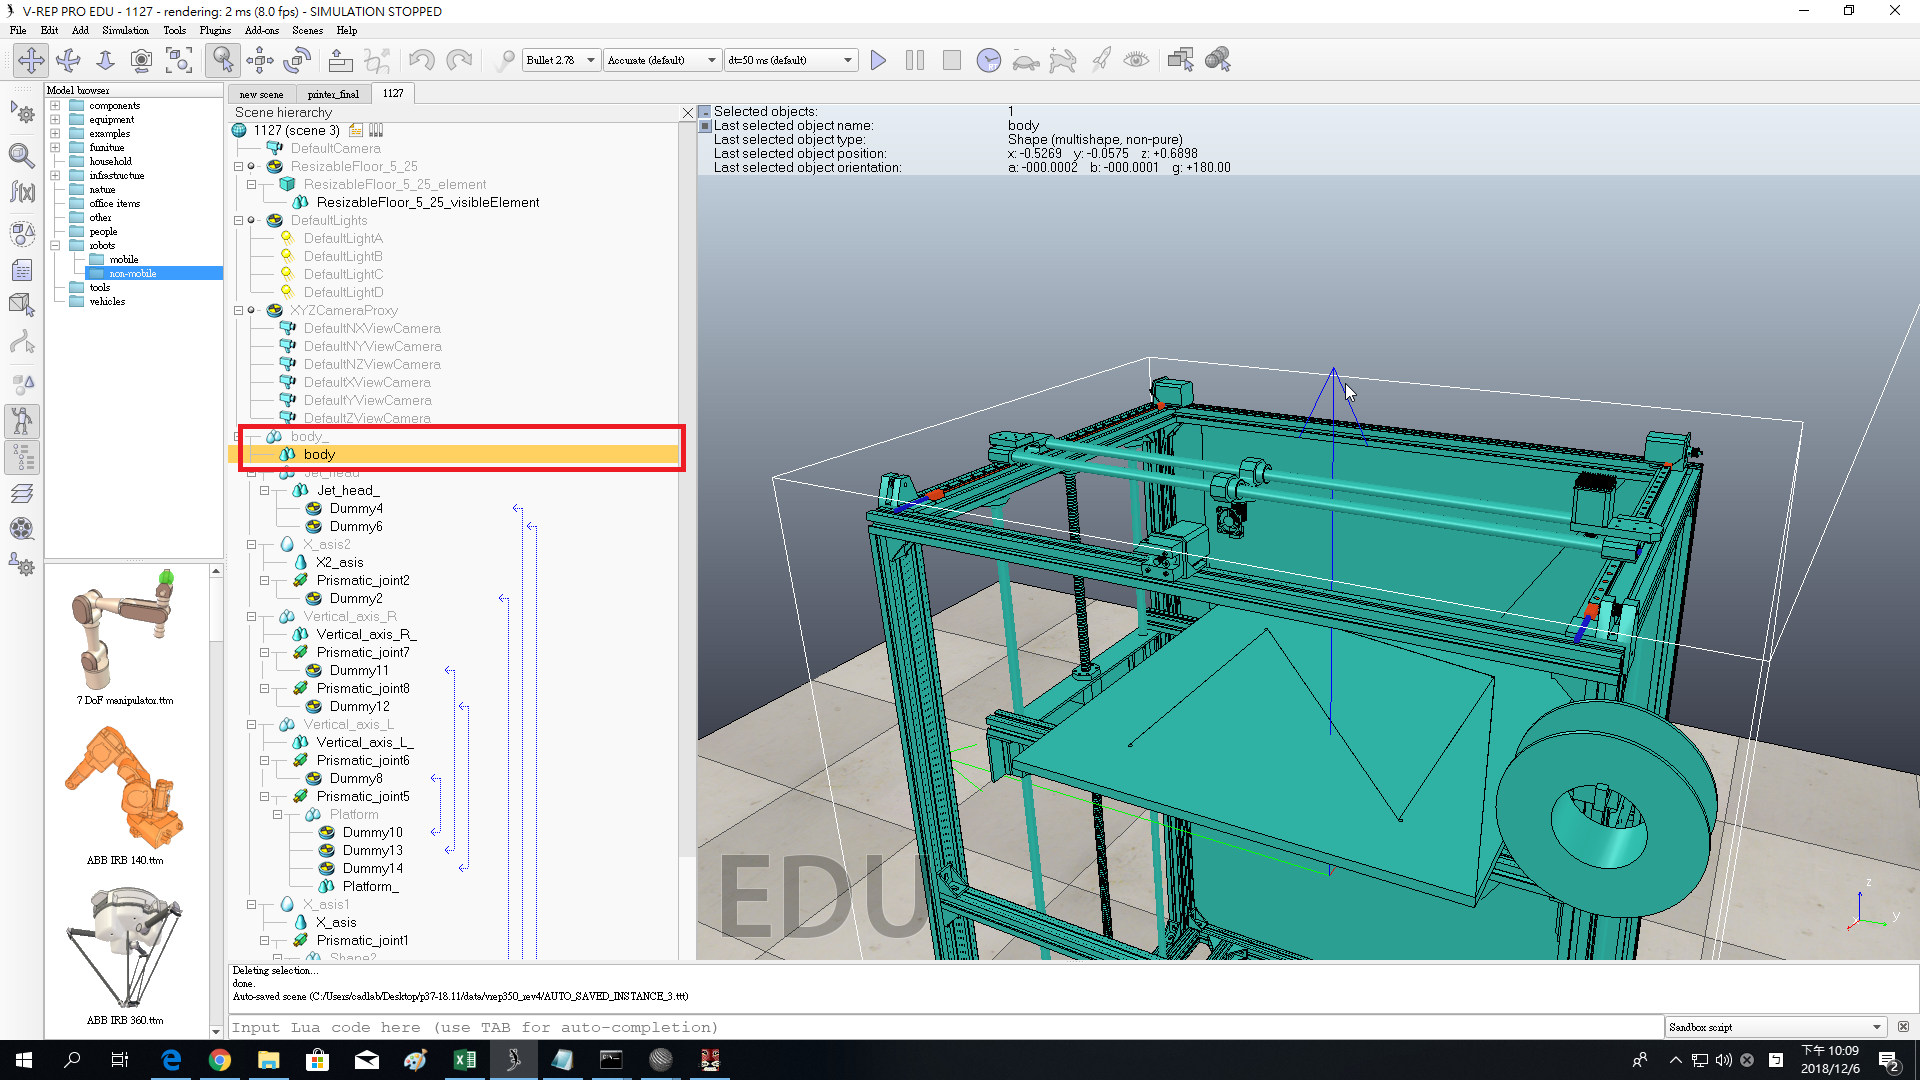 V-REP PRO EDU - 1127 - rendering: 2 ms (8.0 fps) - SIMULATION STOPPED
File Edit Add Simulation Tools Plugins Add-ons Scenes Help
Bullet 2.78 Accurate (default) dt=50 ms (default)
Model browser
components
equipment
examples
furniture
household
infrastructure
nature
office items
other
people
robots
mobile
non-mobile
tools
vehicles
7 DoF manipulator.ttm
ABB IRB 140.ttm
ABB IRB 360.ttm
new scene printer_final 1127
Scene hierarchy
1127 (scene 3)
DefaultCamera
ResizableFloor_5_25
ResizableFloor_5_25_element
ResizableFloor_5_25_visibleElement
DefaultLights
DefaultLightA
DefaultLightB
DefaultLightC
DefaultLightD
XYZCameraProxy
DefaultNXViewCamera
DefaultNYViewCamera
DefaultNZViewCamera
DefaultXViewCamera
DefaultYViewCamera
DefaultZViewCamera
body_
body
Jet_head
Jet_head_
Dummy4
Dummy6
X_asis2
X2_asis
Prismatic_joint2
Dummy2
Vertical_axis_R
Vertical_axis_R_
Prismatic_joint7
Dummy11
Prismatic_joint8
Dummy12
Vertical_axis_L
Vertical_axis_L_
Prismatic_joint6
Dummy8
Prismatic_joint5
Platform
Dummy10
Dummy13
Dummy14
Platform_
X_asis1
X_asis
Prismatic_joint1
Shape2
Selected objects: 1
Last selected object name: body
Last selected object type: Shape (multishape, non-pure)
Last selected object position: x: -0.5269 y: -0.0575 z: +0.6898
Last selected object orientation: a: -000.0002 b: -000.0001 g: +180.00
EDU
z
y
x
Deleting selection...
done.
Auto-saved scene (C:/Users/cadlab/Desktop/p37-18.11/data/vrep350_rev4/AUTO_SAVED_INSTANCE_3.ttt)
Input Lua code here (use TAB for auto-completion)
Sandbox script
下午 10:09
2018/12/6
2